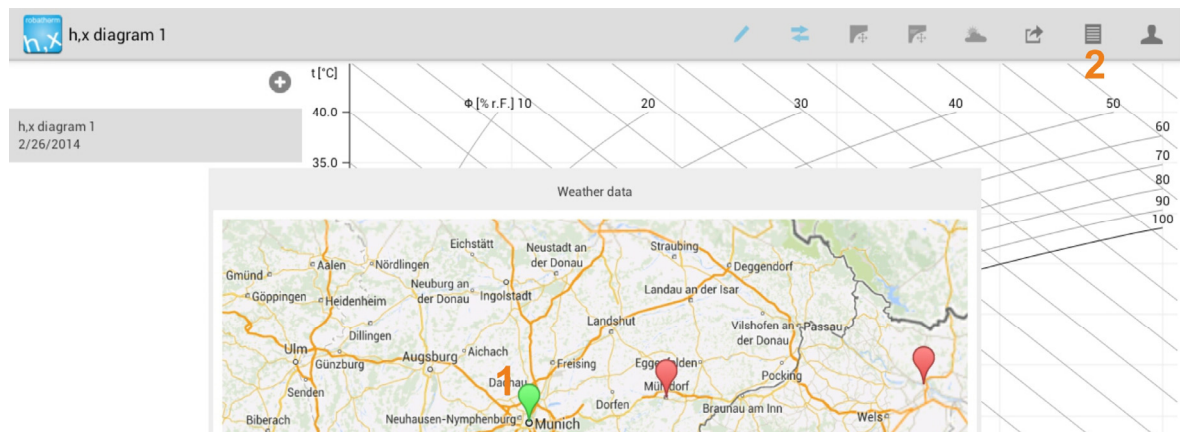 robatherm
h,x
h,x diagram 1
2
t [°C]
Φ [% r.F.] 10 20 30 40 50
40.0
h,x diagram 1
2/26/2014
60
35.0
70
80
90
100
Weather data
Eichstätt
Neustadt an
der Donau
Straubing
Aalen
Nördlingen
Deggendorf
Gmünd
Neuburg an
der Donau
Ingolstadt
Landau an der Isar
Göppingen
Heidenheim
Landshut
Vilshofen an
der Donau
Passau
Dillingen
Ulm
Günzburg
Augsburg
Aichach
Freising
Pocking
1
Senden
Dorfen
Braunau am Inn
Biberach
Neuhausen-Nymphenburg
Munich
Wels